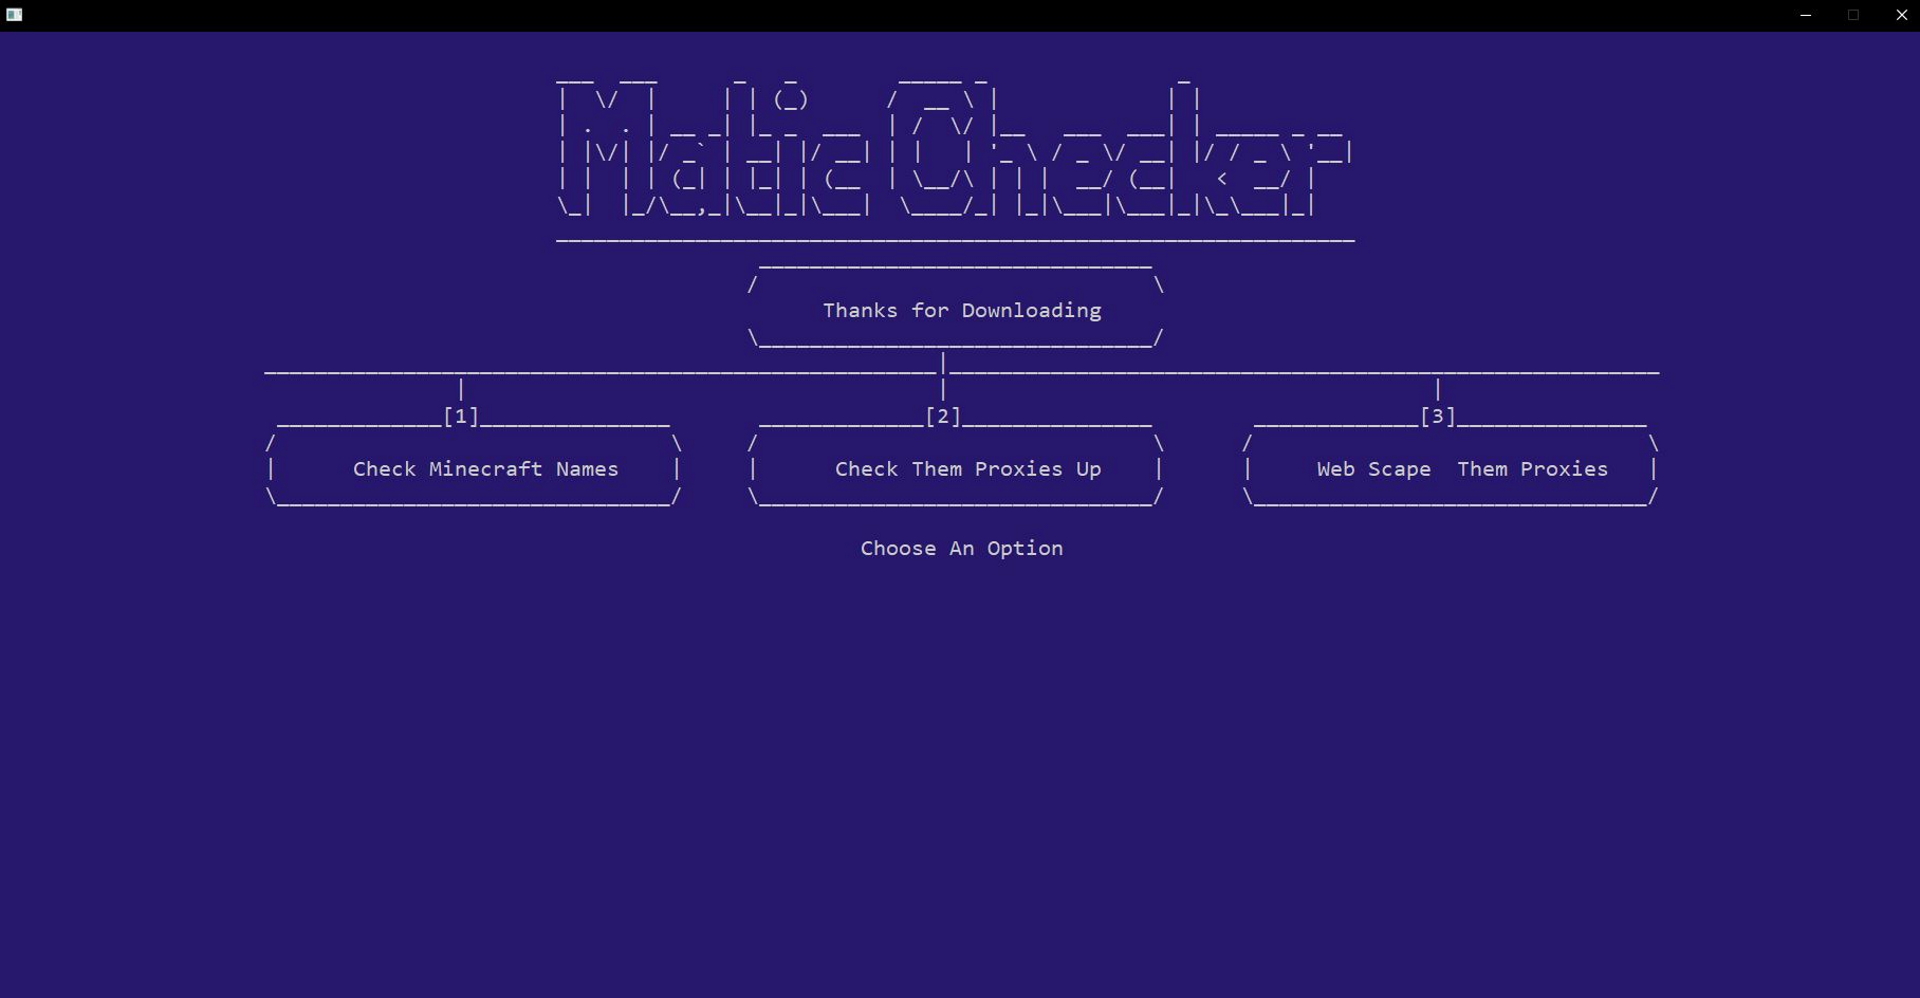 Matic Checker
Thanks for Downloading
[1] [2] [3]
Check Minecraft Names Check Them Proxies Up Web Scape  Them Proxies
Choose An Option